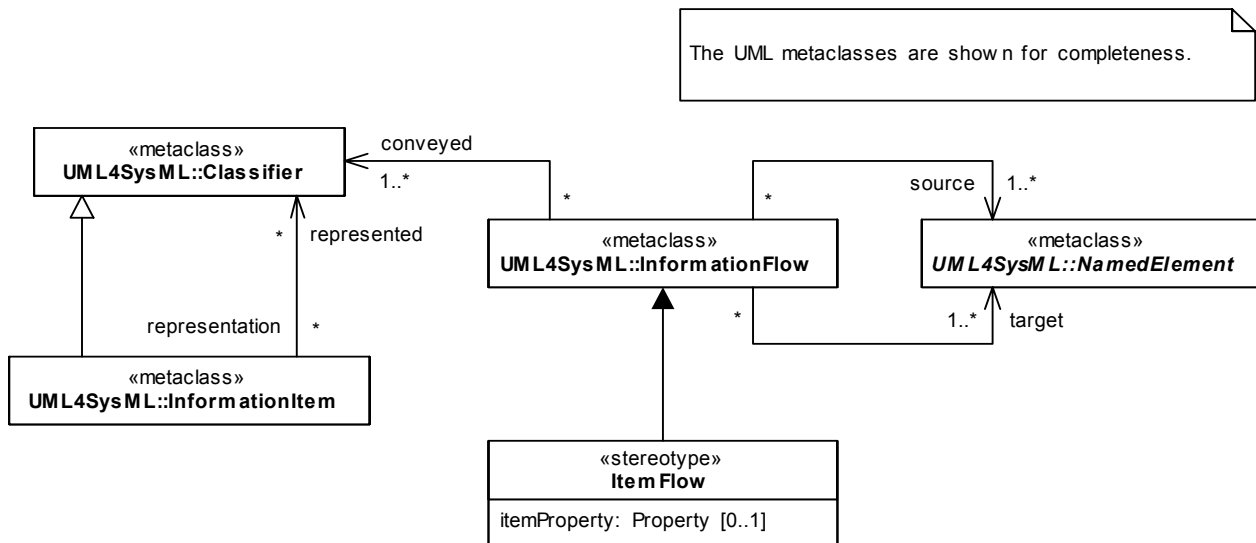 The UML metaclasses are shown for completeness.
«metaclass»
UML4SysML::Classifier
conveyed
1..*
*
*
source
1..*
* represented
«metaclass»
UML4SysML::InformationFlow
«metaclass»
UML4SysML::NamedElement
representation
*
*
1..*
target
«metaclass»
UML4SysML::InformationItem
«stereotype»
ItemFlow
itemProperty: Property [0..1]